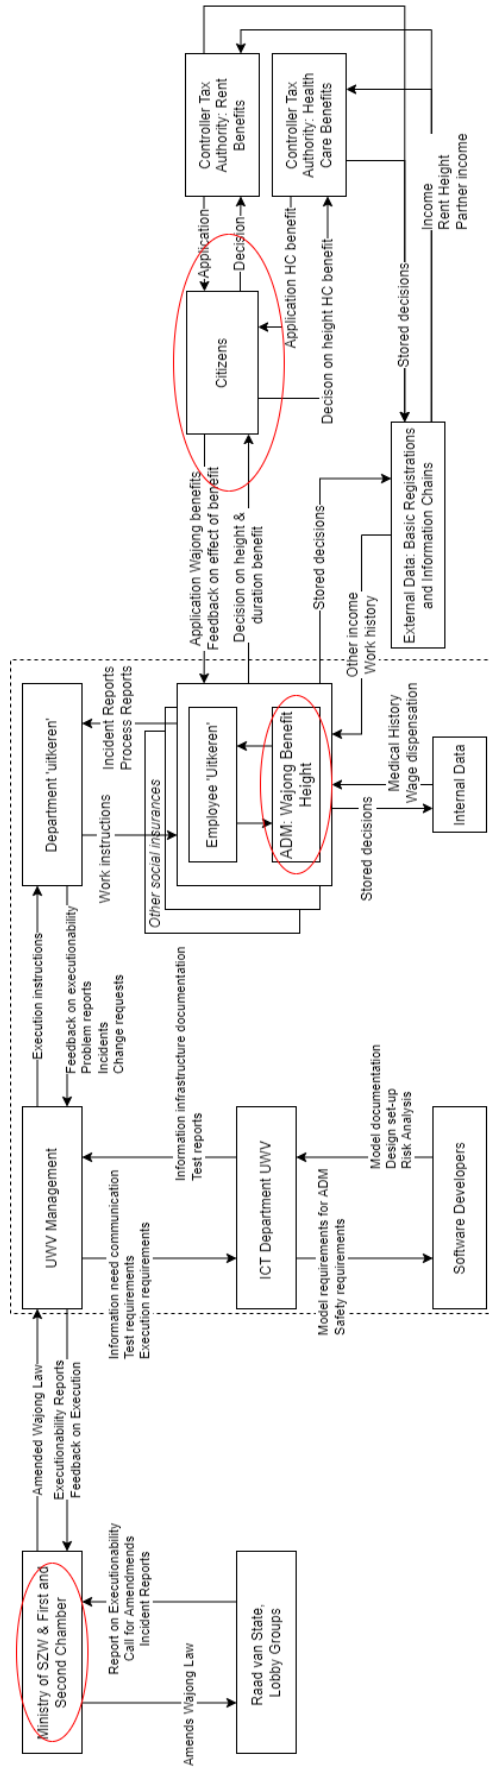 Ministry of SZW & First and
Second Chamber
Amended Wajong Law
Executionability Reports
Feedback on Execution
Report on Executionability
Call for Amendments
Incident Reports
Amends Wajong Law
Raad van State,
Lobby Groups
UWV Management
Execution instructions
Feedback on executionability
Problem reports
Incidents
Change requests
Information need communication
Test requirements
Execution requirements
Information infrastructure documentation
Test reports
ICT Department UWV
Model requirements for ADM
Safety requirements
Model documentation
Design set-up
Risk Analysis
Software Developers
Department 'uitkeren'
Work instructions
Incident Reports
Process Reports
Other social insurances
Employee 'Uitkeren'
ADM: Wajong Benefit
Height
Stored decisions
Medical History
Wage dispensation
Internal Data
Other income
Work history
Stored decisions
External Data: Basic Registrations
and Information Chains
Application Wajong benefits
Feedback on effect of benefit
Decision on height &
duration benefit
Citizens
Application
Decision
Application HC benefit
Decison on height HC benefit
Controller Tax
Authority: Rent
Benefits
Controller Tax
Authority: Health
Care Benefits
Stored decisions
Income
Rent Height
Partner income